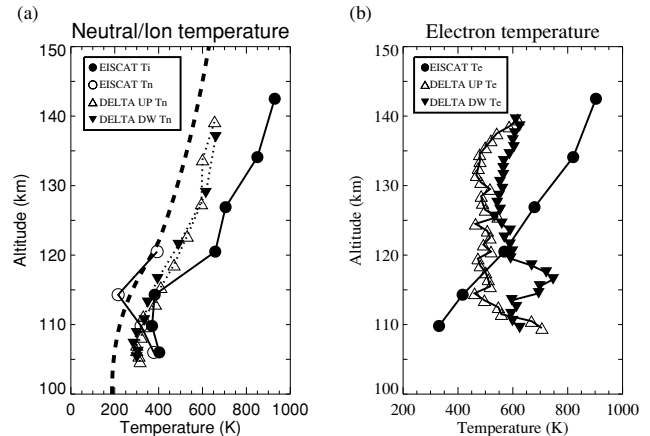 (a)
Neutral/Ion temperature
150
140
130
120
110
100
Altitude (km)
EISCAT Ti
EISCAT Tn
DELTA UP Tn
DELTA DW Tn
0 200 400 600 800 1000
Temperature (K)
(b)
Electron temperature
150
140
130
120
110
100
Altitude (km)
EISCAT Te
DELTA UP Te
DELTA DW Te
200 400 600 800 1000
Temperature (K)